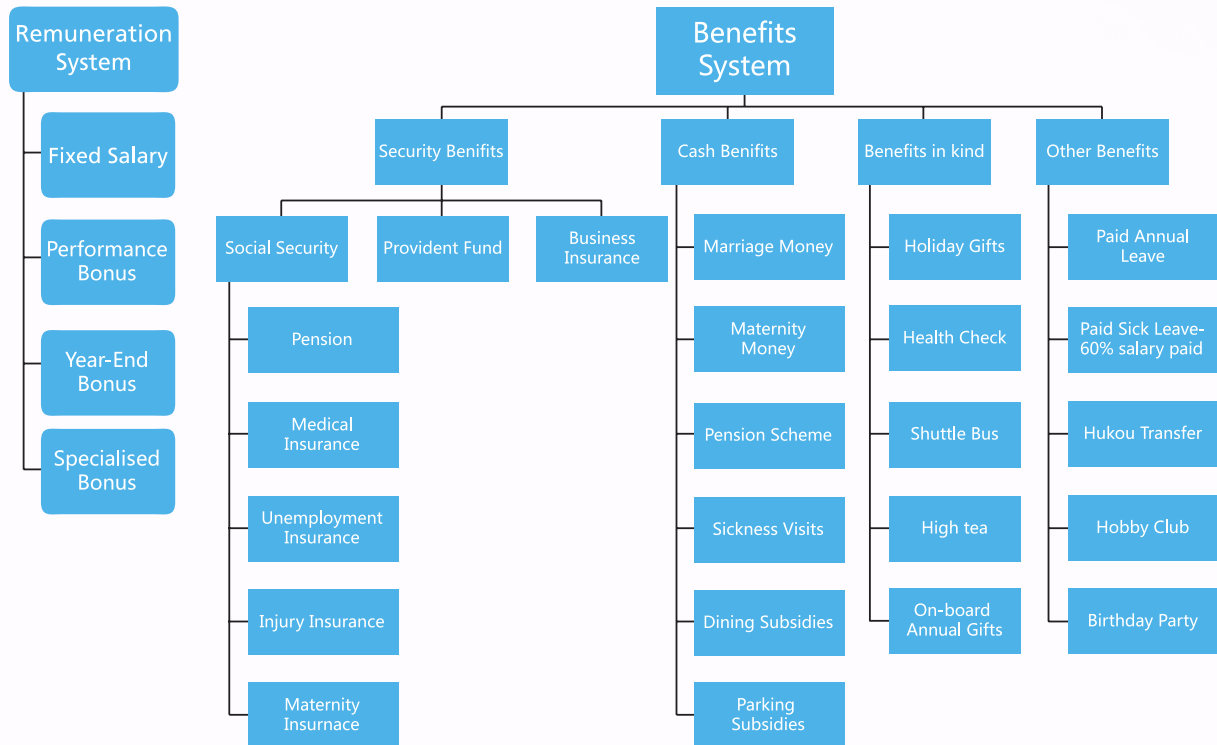 Remuneration
System
Fixed Salary
Performance
Bonus
Year-End
Bonus
Specialised
Bonus
Benefits
System
Security Benifits
Social Security
Pension
Medical
Insurance
Unemployment
Insurance
Injury Insurance
Maternity
Insurnace
Provident Fund
Business
Insurance
Cash Benifits
Marriage Money
Maternity
Money
Pension Scheme
Sickness Visits
Dining Subsidies
Parking
Subsidies
Benefits in kind
Holiday Gifts
Health Check
Shuttle Bus
High tea
On-board
Annual Gifts
Other Benefits
Paid Annual
Leave
Paid Sick Leave-
60% salary paid
Hukou Transfer
Hobby Club
Birthday Party